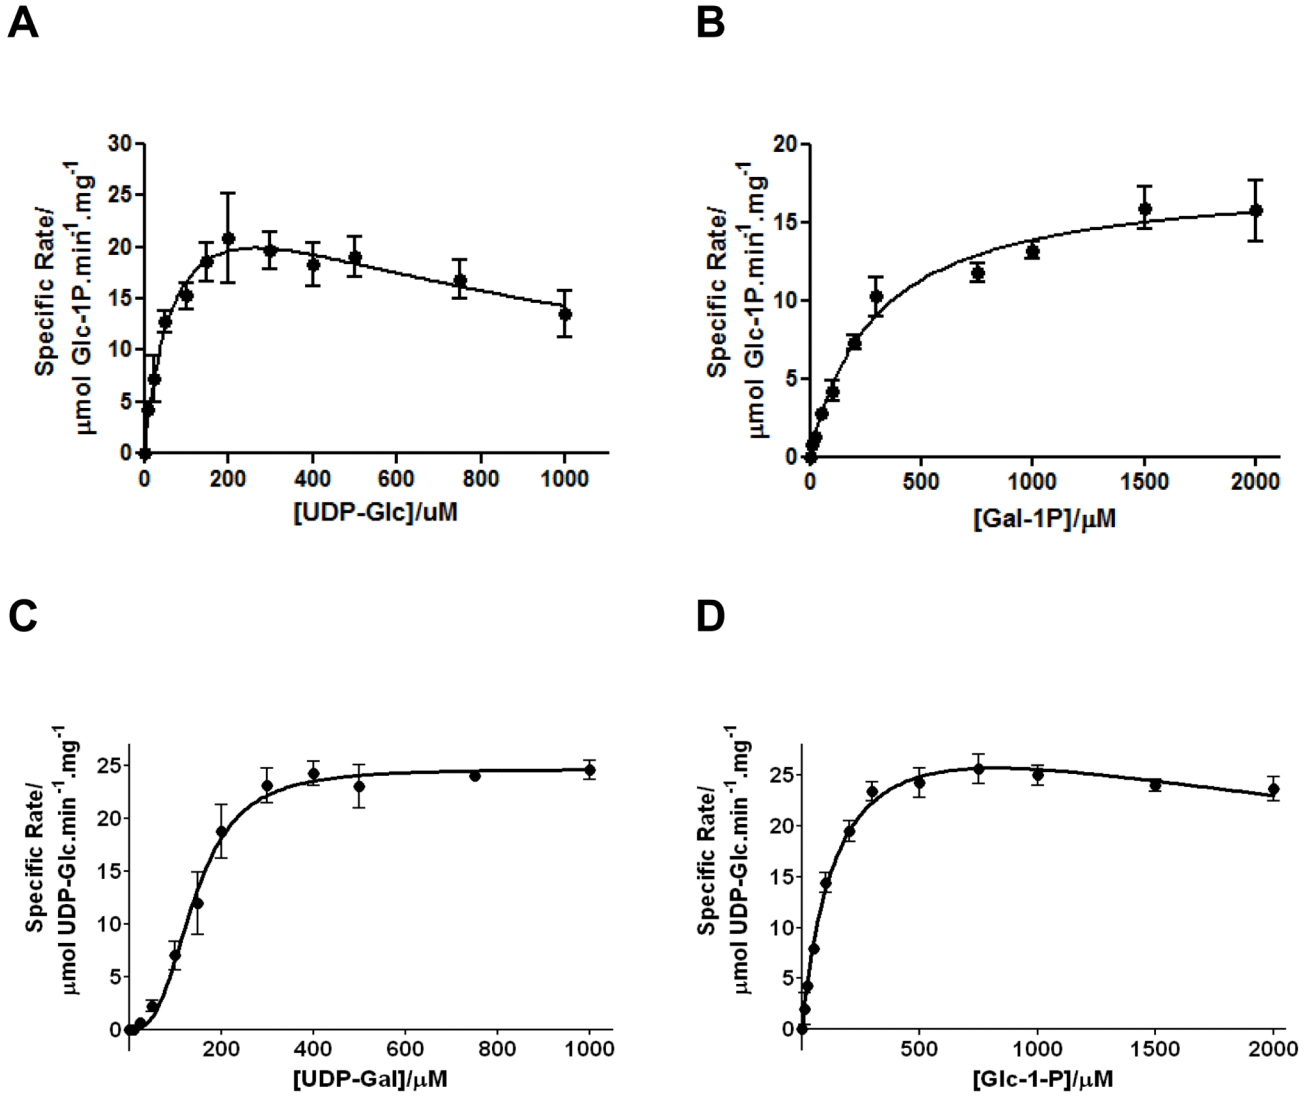 A
B
Specific Rate/
μmol Glc-1P.min⁻¹.mg⁻¹
30
25
20
15
10
5
0
0 200 400 600 800 1000
[UDP-Glc]/uM
Specific Rate/
μmol Glc-1P.min⁻¹.mg⁻¹
20
15
10
5
0
0 500 1000 1500 2000
[Gal-1P]/μM
C
D
Specific Rate/
μmol UDP-Glc.min⁻¹.mg⁻¹
25
20
15
10
5
0
200 400 600 800 1000
[UDP-Gal]/μM
Specific Rate/
μmol UDP-Glc.min⁻¹.mg⁻¹
25
20
15
10
5
0
500 1000 1500 2000
[Glc-1-P]/μM